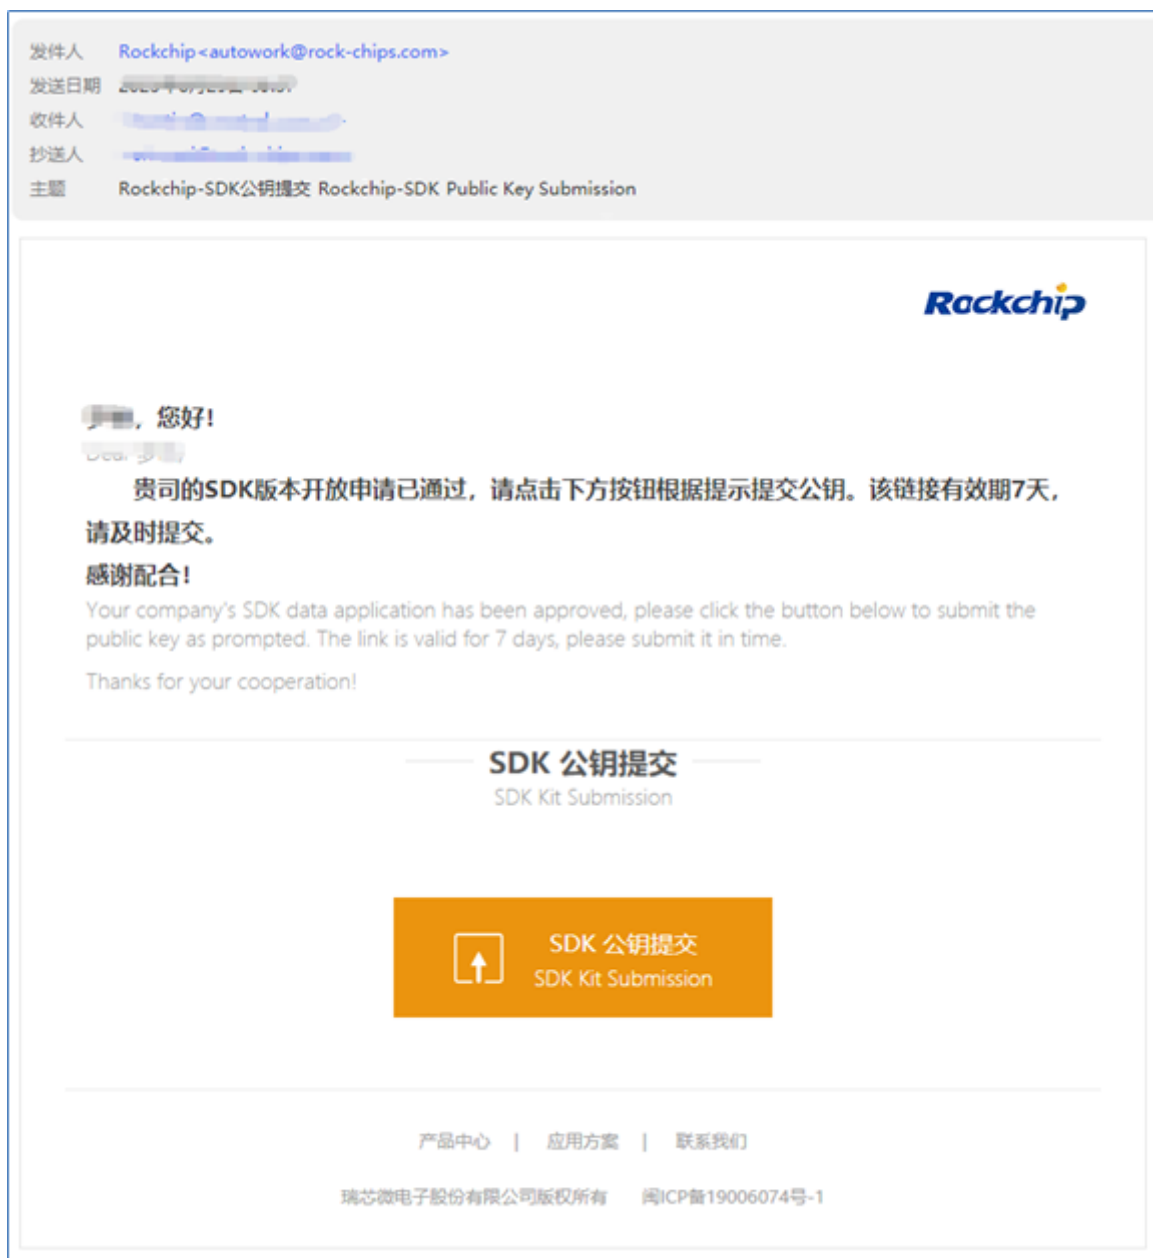 发件人 Rockchip<autowork@rock-chips.com>
发送日期
收件人
抄送人
主题 Rockchip-SDK公钥提交 Rockchip-SDK Public Key Submission
Rockchip
，您好!
Dear
贵司的SDK版本开放申请已通过，请点击下方按钮根据提示提交公钥。该链接有效期7天，
请及时提交。
感谢配合!
Your company's SDK data application has been approved, please click the button below to submit the
public key as prompted. The link is valid for 7 days, please submit it in time.
Thanks for your cooperation!
SDK 公钥提交
SDK Kit Submission
SDK 公钥提交
SDK Kit Submission
产品中心 | 应用方案 | 联系我们
瑞芯微电子股份有限公司版权所有 闽ICP备19006074号-1